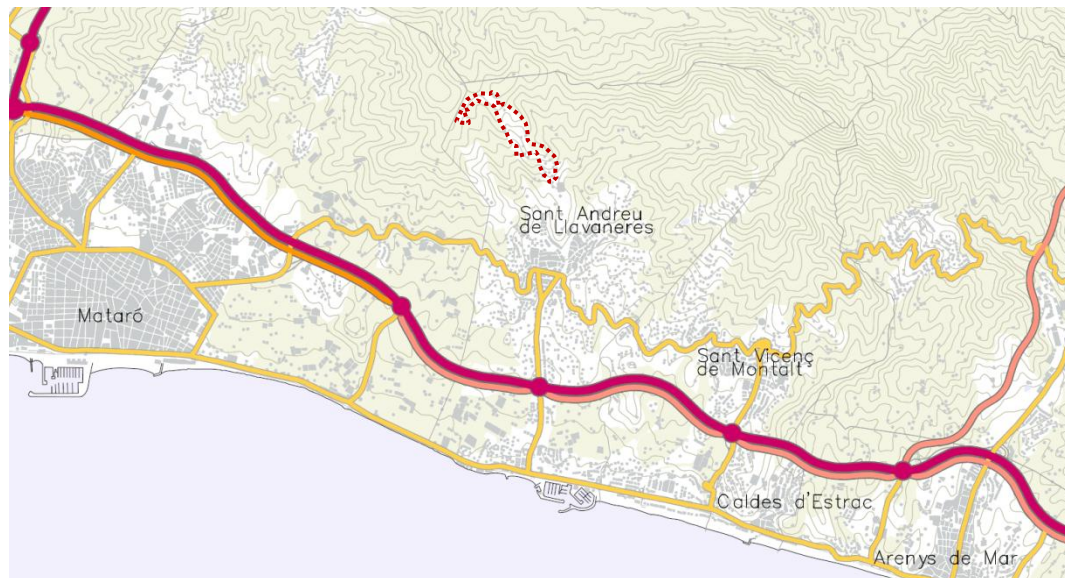 Sant Andreu
de Llavaneres
Mataró
Sant Vicenç
de Montalt
Caldes d'Estrac
Arenys de Mar